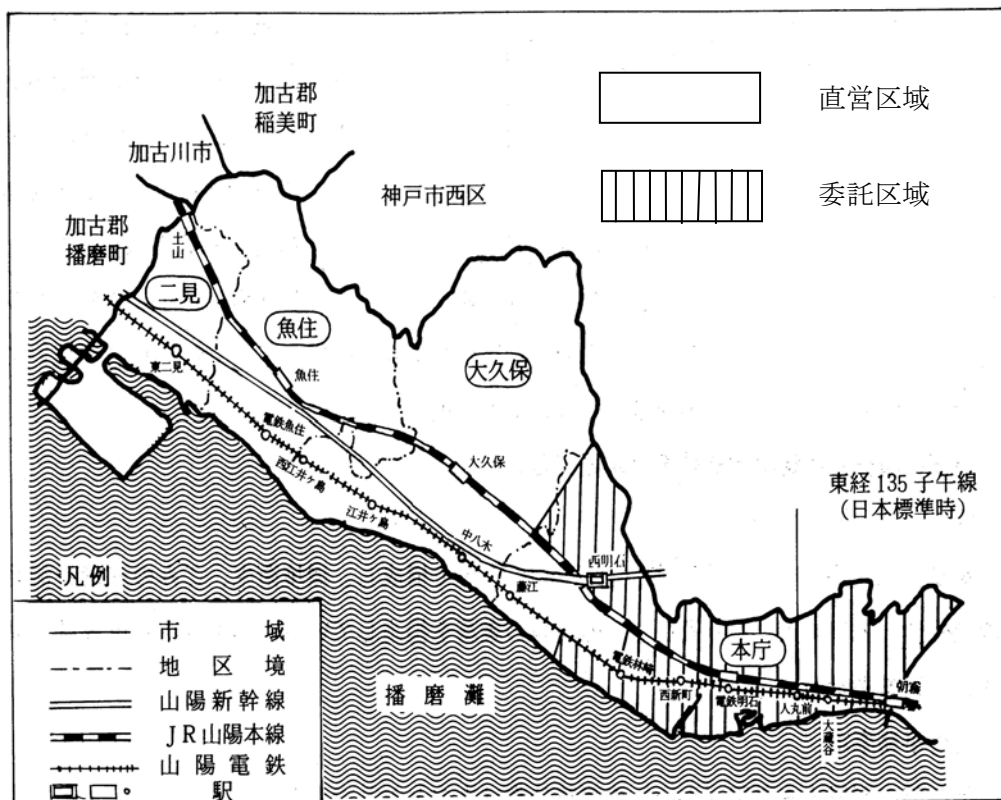 加古郡
稲美町
加古川市
神戸市西区
加古郡
播磨町
直営区域
委託区域
土山
二見
魚住
大久保
東二見
魚住
電鉄魚住
西江井ヶ島
江井ヶ島
大久保
中八木
藤江
西明石
東経135子午線
(日本標準時)
本庁
電鉄林崎
西新町
電鉄明石
人丸前
大蔵谷
朝霧
播磨灘
凡例
市域
地区境
山陽新幹線
JR山陽本線
山陽電鉄
駅